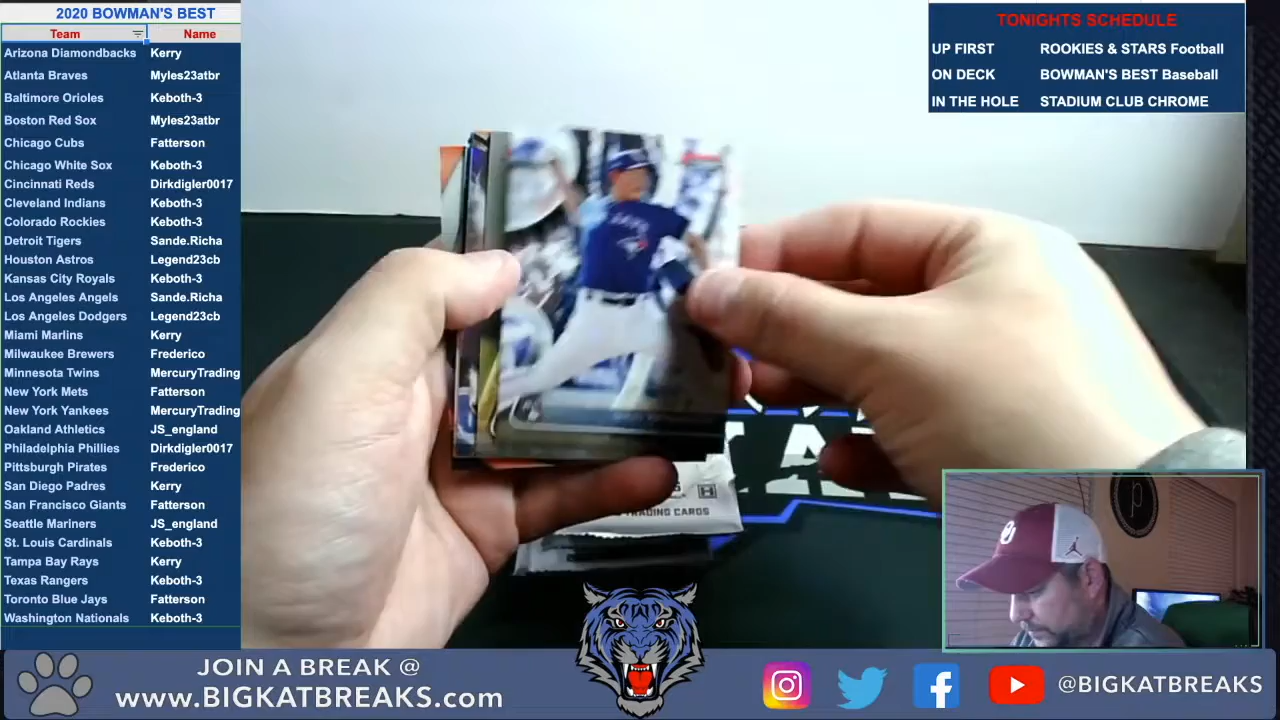 2020 BOWMAN'S BEST
Team Name
Arizona Diamondbacks Kerry
Atlanta Braves Myles23atbr
Baltimore Orioles Keboth-3
Boston Red Sox Myles23atbr
Chicago Cubs Fatterson
Chicago White Sox Keboth-3
Cincinnati Reds Dirkdigler0017
Cleveland Indians Keboth-3
Colorado Rockies Keboth-3
Detroit Tigers Sande.Richa
Houston Astros Legend23cb
Kansas City Royals Keboth-3
Los Angeles Angels Sande.Richa
Los Angeles Dodgers Legend23cb
Miami Marlins Kerry
Milwaukee Brewers Frederico
Minnesota Twins MercuryTrading
New York Mets Fatterson
New York Yankees MercuryTrading
Oakland Athletics JS_england
Philadelphia Phillies Dirkdigler0017
Pittsburgh Pirates Frederico
San Diego Padres Kerry
San Francisco Giants Fatterson
Seattle Mariners JS_england
St. Louis Cardinals Keboth-3
Tampa Bay Rays Kerry
Texas Rangers Keboth-3
Toronto Blue Jays Fatterson
Washington Nationals Keboth-3
TONIGHTS SCHEDULE
UP FIRST ROOKIES & STARS Football
ON DECK BOWMAN'S BEST Baseball
IN THE HOLE STADIUM CLUB CHROME
TRADING CARDS
JOIN A BREAK @
www.BIGKATBREAKS.com
@BIGKATBREAKS